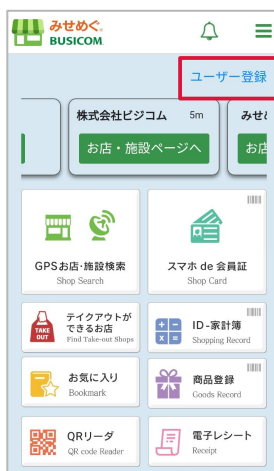 みせめぐ。
BUSICOM
ユーザー登録
株式会社ビジコム 5m
みせ
お店・施設ページへ
お店
GPSお店・施設検索
Shop Search
スマホ de 会員証
Shop Card
TAKE OUT
テイクアウトが
できるお店
Find Take-out Shops
ID-家計簿
Shopping Record
お気に入り
Bookmark
商品登録
Goods Record
QRリーダ
QR code Reader
電子レシート
Receipt